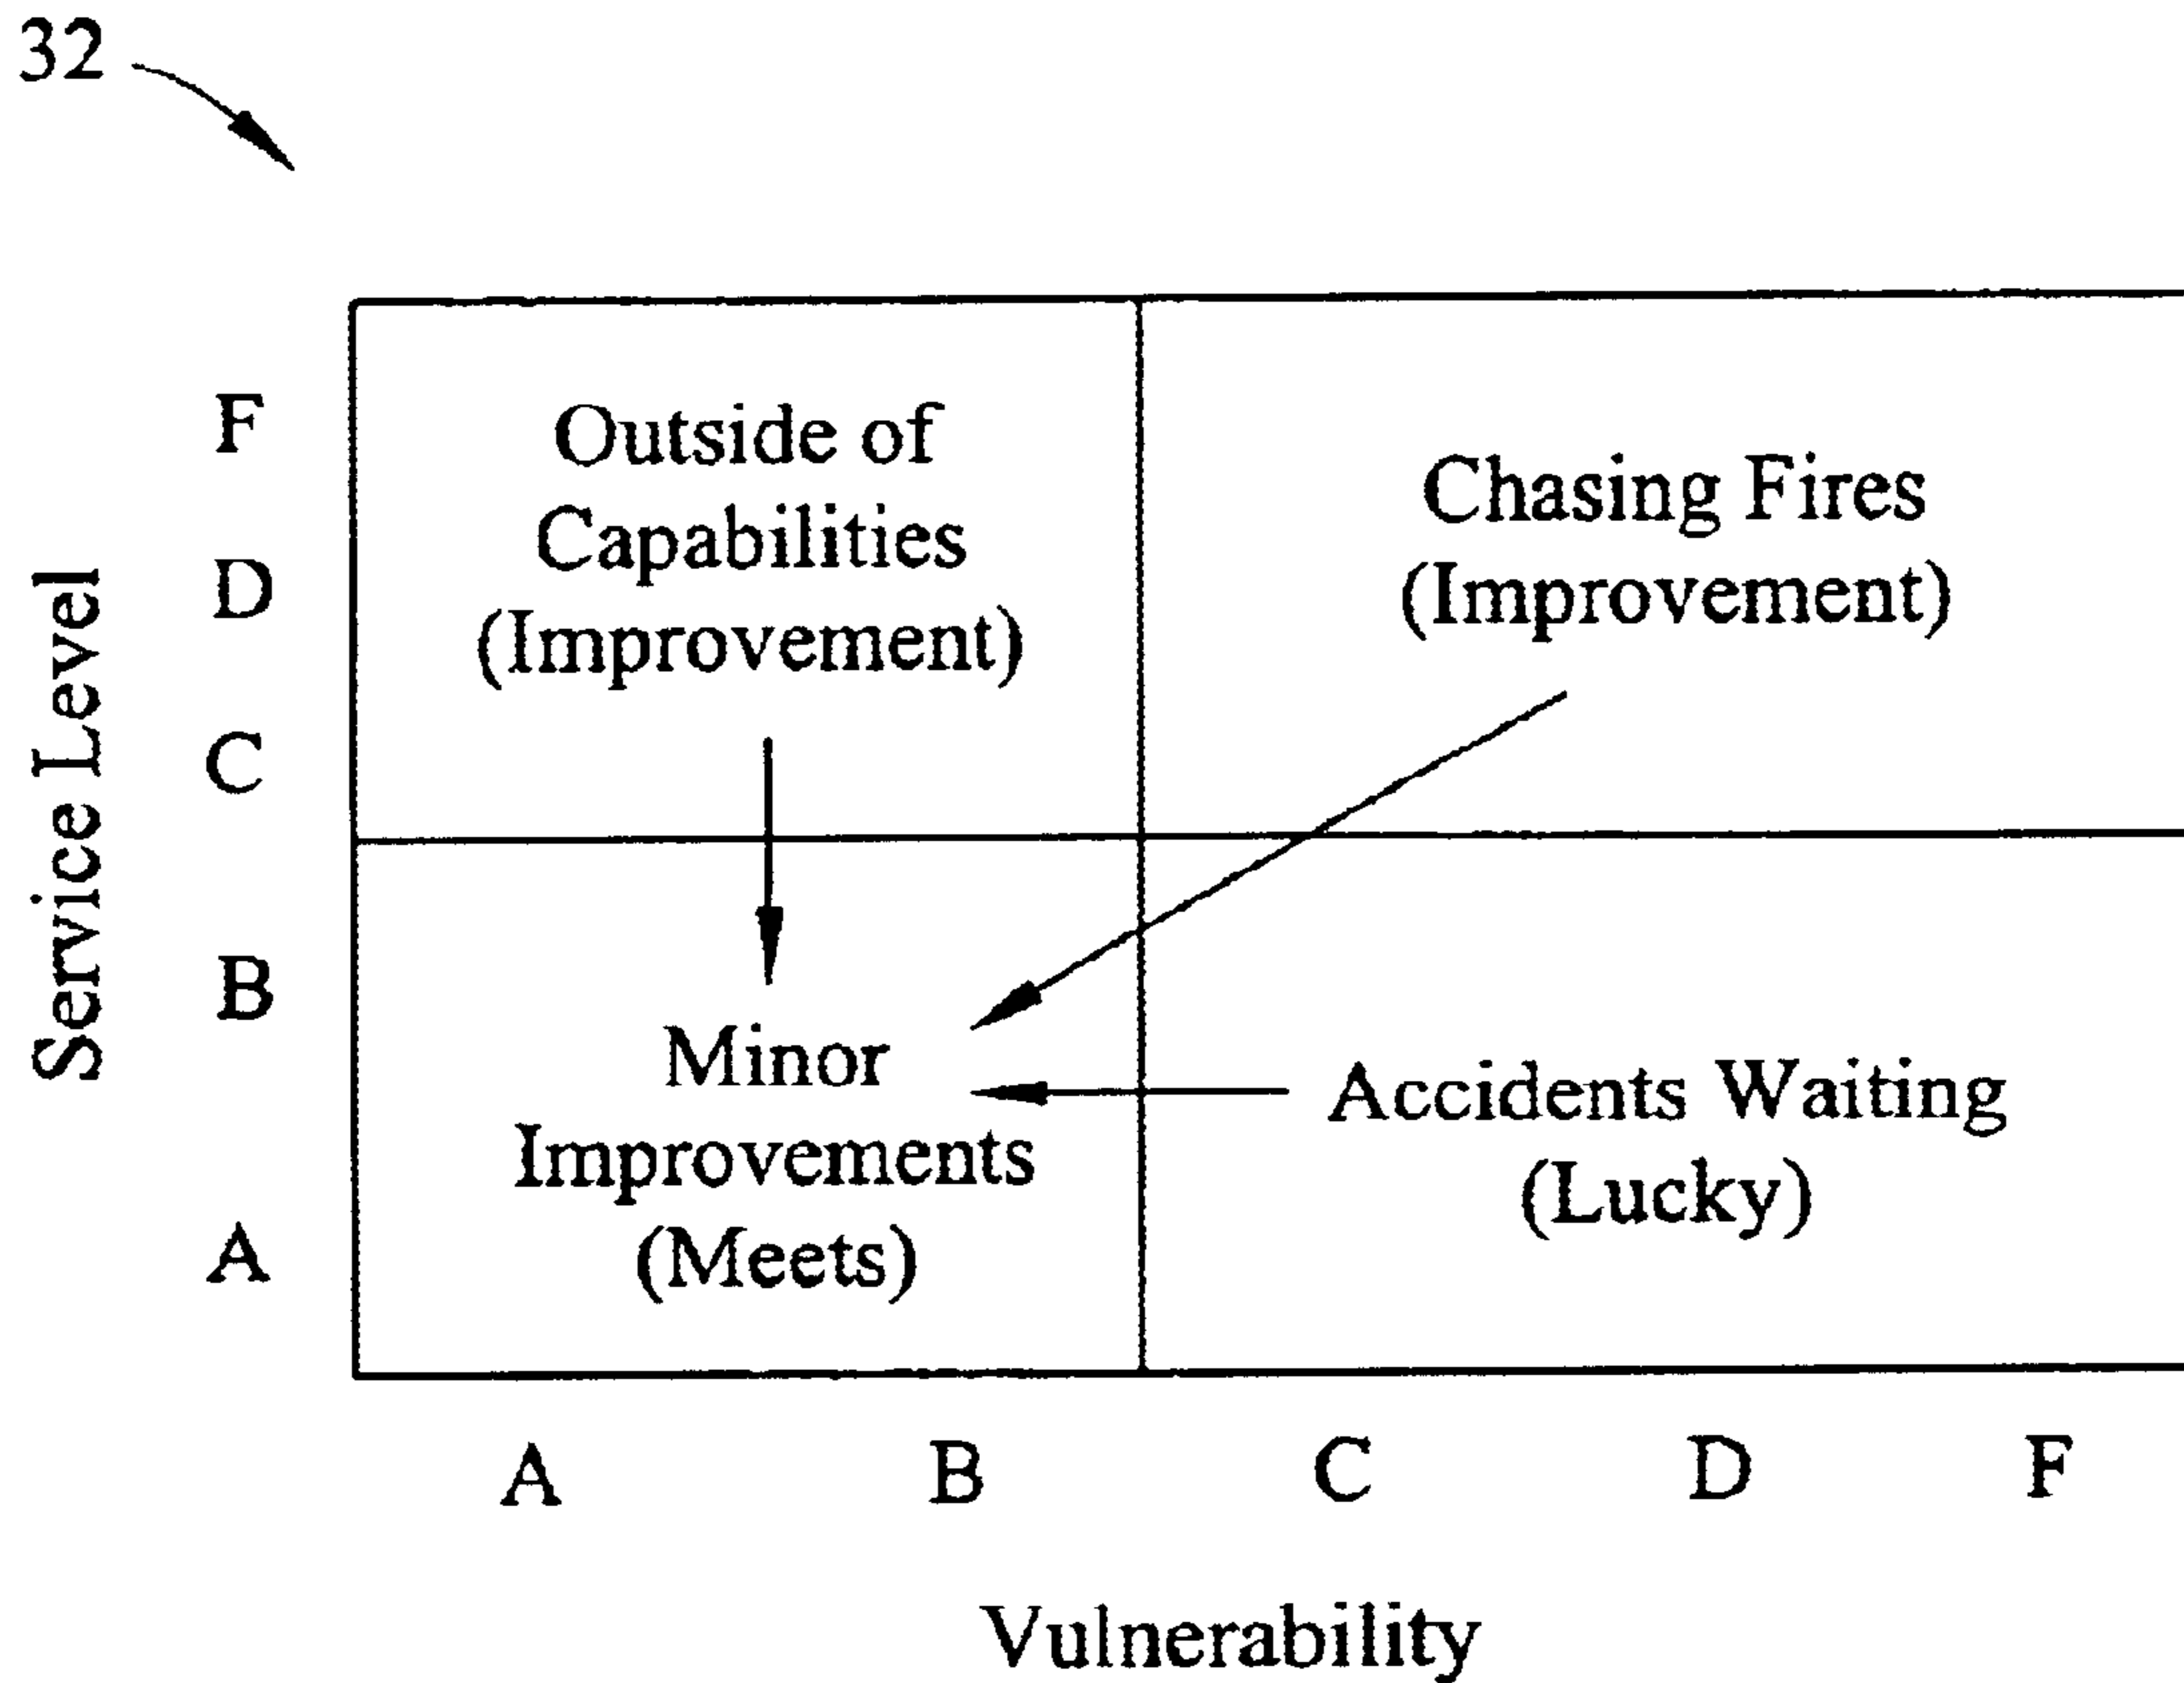 32
Outside of
Capabilities
(Improvement)
Chasing Fires
(Improvement)
Minor
Improvements
(Meets)
Accidents Waiting
(Lucky)
Service Level
F
D
C
B
A
A B C D F
Vulnerability